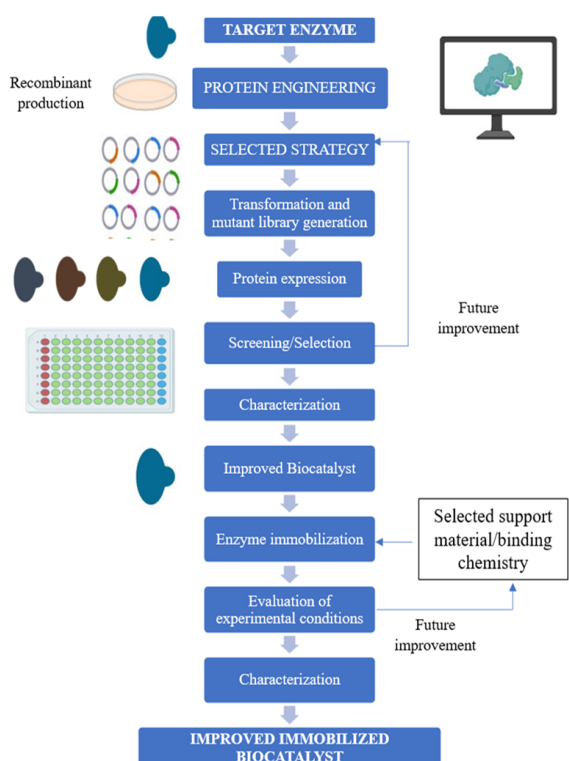 TARGET ENZYME
Recombinant
production
PROTEIN ENGINEERING
SELECTED STRATEGY
Transformation and
mutant library generation
Protein expression
Future
improvement
Screening/Selection
Characterization
Improved Biocatalyst
Selected support
material/binding
chemistry
Enzyme immobilization
Evaluation of
experimental conditions
Future
improvement
Characterization
IMPROVED IMMOBILIZED
BIOCATALYST